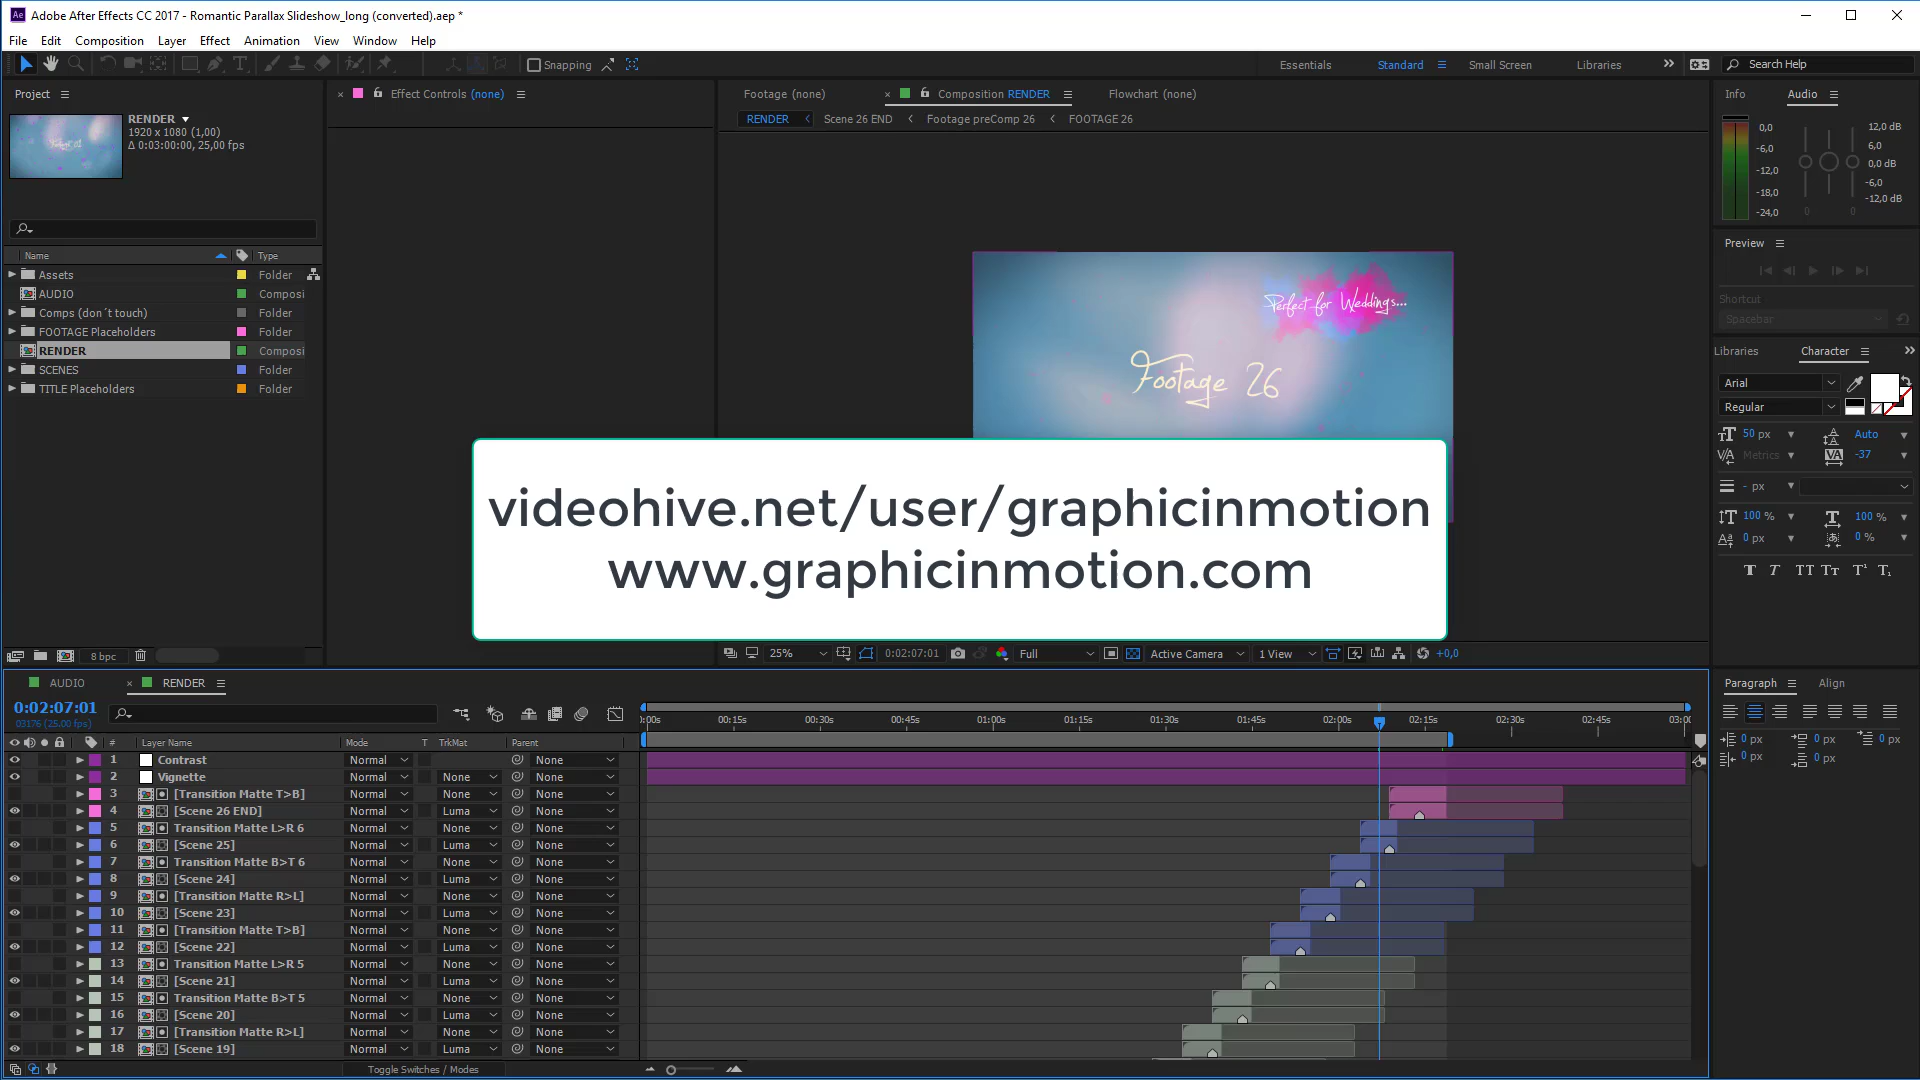 Adobe After Effects CC 2017 - Romantic Parallax Slideshow_long (converted).aep *
File Edit Composition Layer Effect Animation View Window Help
Snapping Essentials Standard Small Screen Libraries Search Help
Project Effect Controls (none) Footage (none) Composition RENDER Flowchart (none) Info Audio
RENDER
1920 x 1080 (1,00)
Δ 0:03:00:00, 25,00 fps
RENDER Scene 26 END Footage preComp 26 FOOTAGE 26
0,0 12,0 dB
-6,0 6,0
-12,0 0,0 dB
-18,0 -6,0
-24,0 -12,0 dB
0 0
Name Type
Assets Folder
AUDIO Composi
Comps (don´t touch) Folder
FOOTAGE Placeholders Folder
RENDER Composi
SCENES Folder
TITLE Placeholders Folder
Perfect for Weddings...
Footage 26
videohive.net/user/graphicinmotion
www.graphicinmotion.com
Preview
Shortcut
Spacebar
Libraries Character
Arial
Regular
50 px Auto
Metrics -37
- px
100 % 100 %
0 px 0 %
T T TT Tt T¹ T₁
8 bpc
25% 0:02:07:01 Full Active Camera 1 View +0,0
AUDIO RENDER
Paragraph Align
0 px 0 px 0 px
0 px 0 px
0:02:07:01
03176 (25.00 fps)
):00s 00:15s 00:30s 00:45s 01:00s 01:15s 01:30s 01:45s 02:00s 02:15s 02:30s 02:45s 03:00
# Layer Name Mode T TrkMat Parent
1 Contrast Normal None
2 Vignette Normal None None
3 [Transition Matte T>B] Normal None None
4 [Scene 26 END] Normal Luma None
5 Transition Matte L>R 6 Normal None None
6 [Scene 25] Normal Luma None
7 Transition Matte B>T 6 Normal None None
8 [Scene 24] Normal Luma None
9 [Transition Matte R>L] Normal None None
10 [Scene 23] Normal Luma None
11 [Transition Matte T>B] Normal None None
12 [Scene 22] Normal Luma None
13 Transition Matte L>R 5 Normal None None
14 [Scene 21] Normal Luma None
15 Transition Matte B>T 5 Normal None None
16 [Scene 20] Normal Luma None
17 [Transition Matte R>L] Normal None None
18 [Scene 19] Normal Luma None
Toggle Switches / Modes